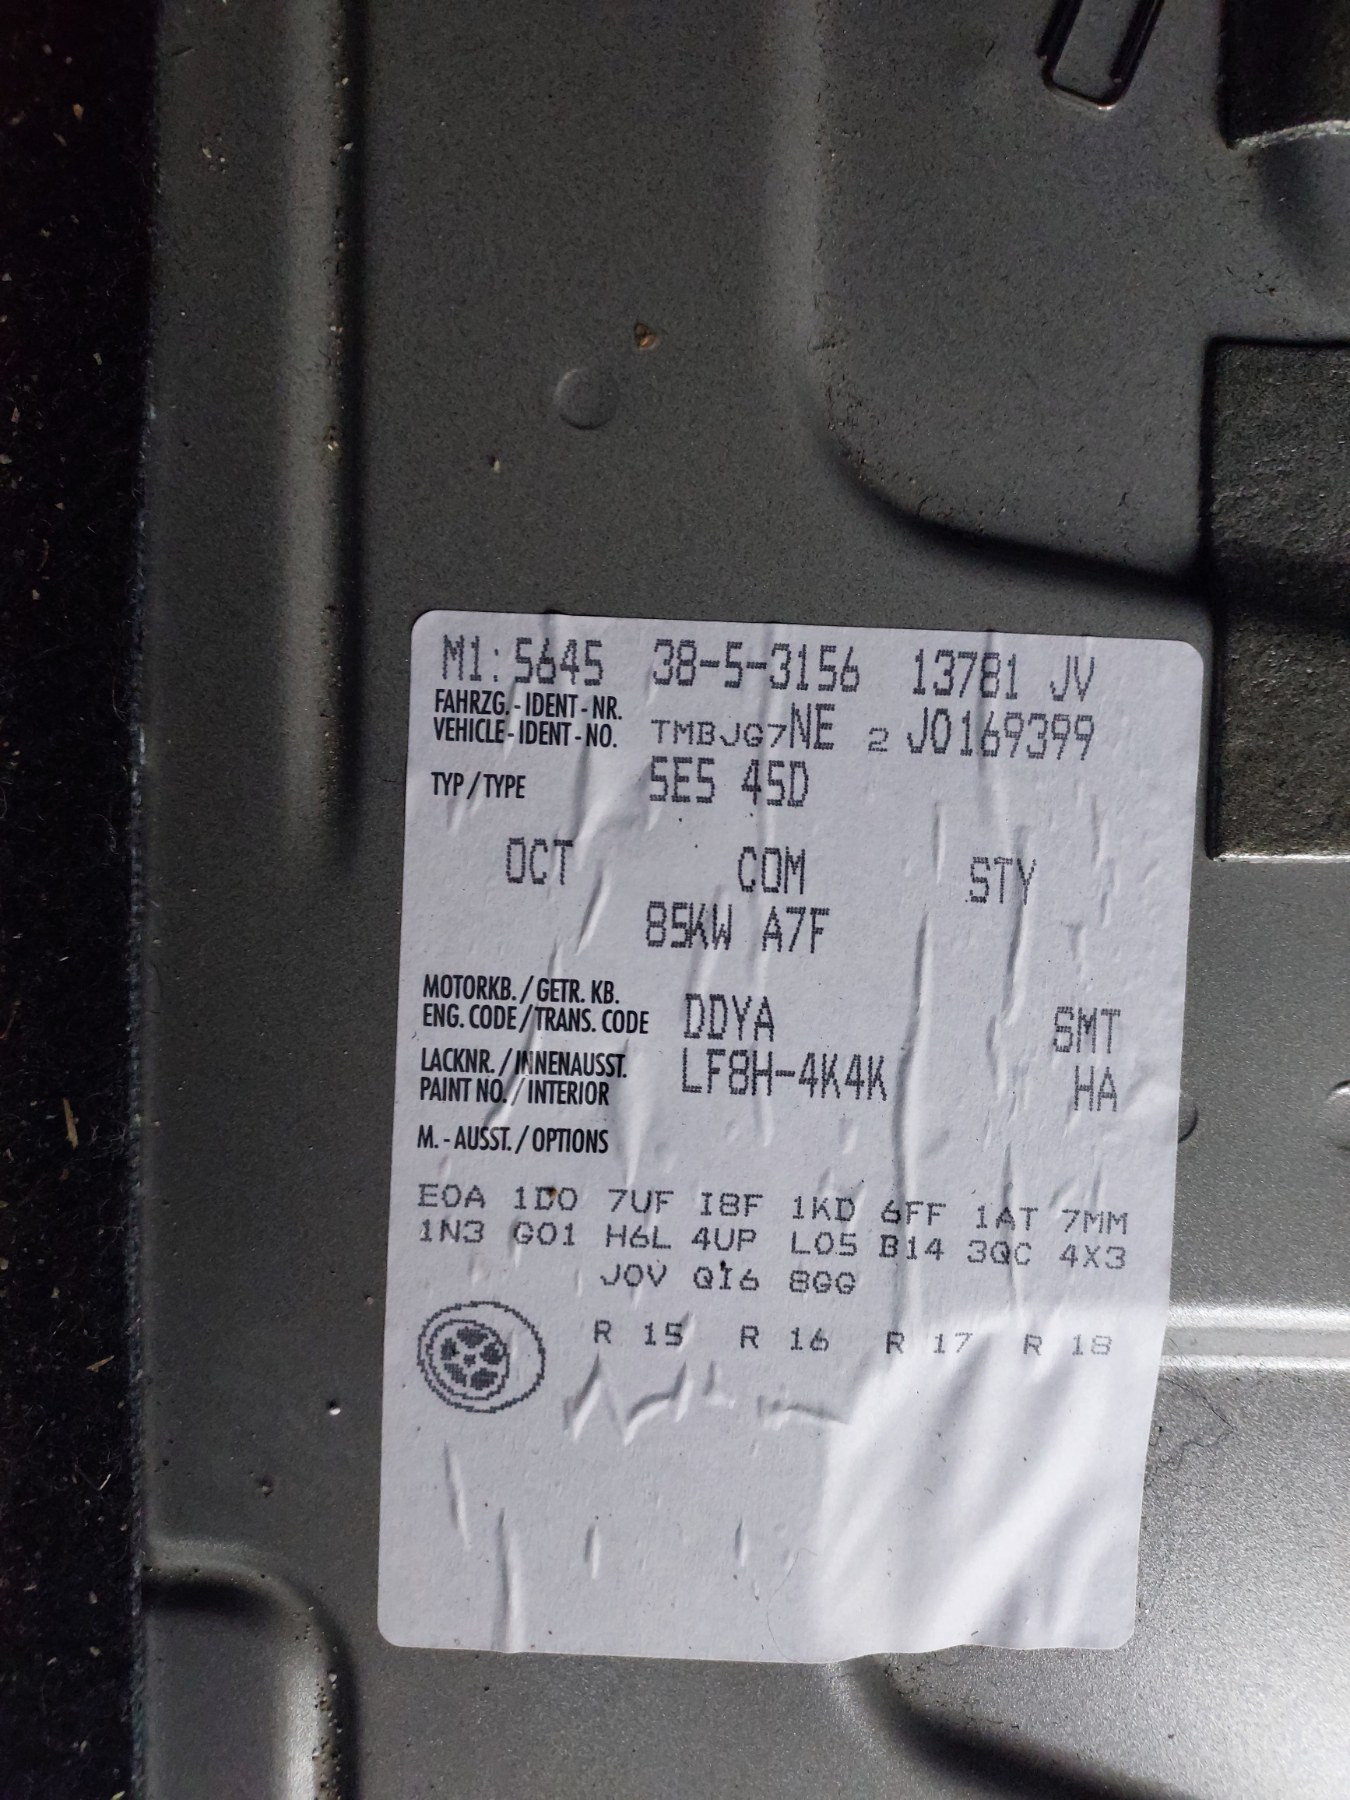 M1: 5645 38-5-3156 13781 JV
FAHRZG.-IDENT-NR.
VEHICLE-IDENT-NO. TMBJG7NE 2 J0169399
TYP/TYPE 5E5 45D
OCT COM STY
85KW A7F
MOTORKB./GETR. KB.
ENG. CODE/TRANS. CODE DDYA SMT
LACKNR./INNENAUSST.
PAINT NO./INTERIOR LF8H-4K4K HA
M.-AUSST./OPTIONS
E0A 1D0 7UF I8F 1KD 6FF 1AT 7MM
1N3 G01 H6L 4UP L05 B14 3QC 4X3
J0V QI6 8GG
R 15 R 16 R 17 R 18